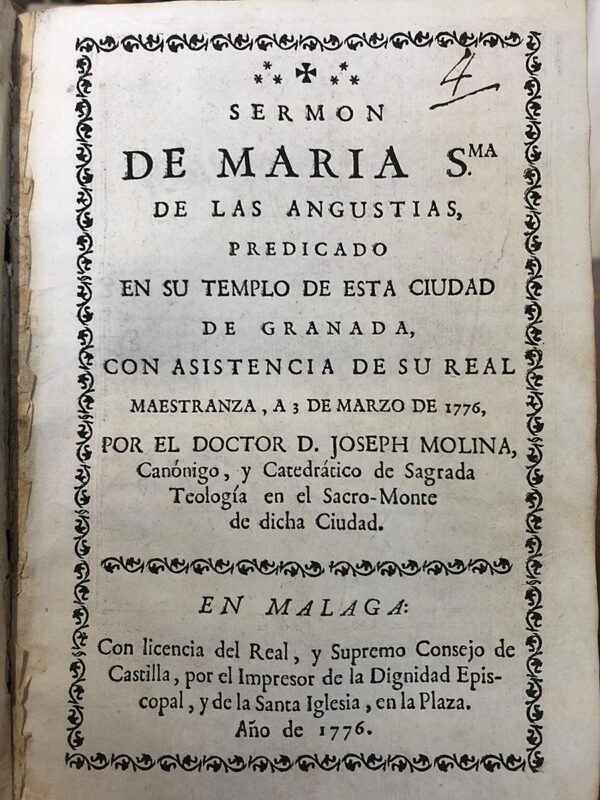 4
SERMON
DE MARIA S.MA
DE LAS ANGUSTIAS,
PREDICADO
EN SU TEMPLO DE ESTA CIUDAD
DE GRANADA,
CON ASISTENCIA DE SU REAL
MAESTRANZA, A 3 DE MARZO DE 1776,
POR EL DOCTOR D. JOSEPH MOLINA,
Canónigo, y Catedrático de Sagrada
Teología en el Sacro-Monte
de dicha Ciudad.
EN MALAGA:
Con licencia del Real, y Supremo Consejo de
Castilla, por el Impresor de la Dignidad Epis-
copal, y de la Santa Iglesia, en la Plaza.
Año de 1776.